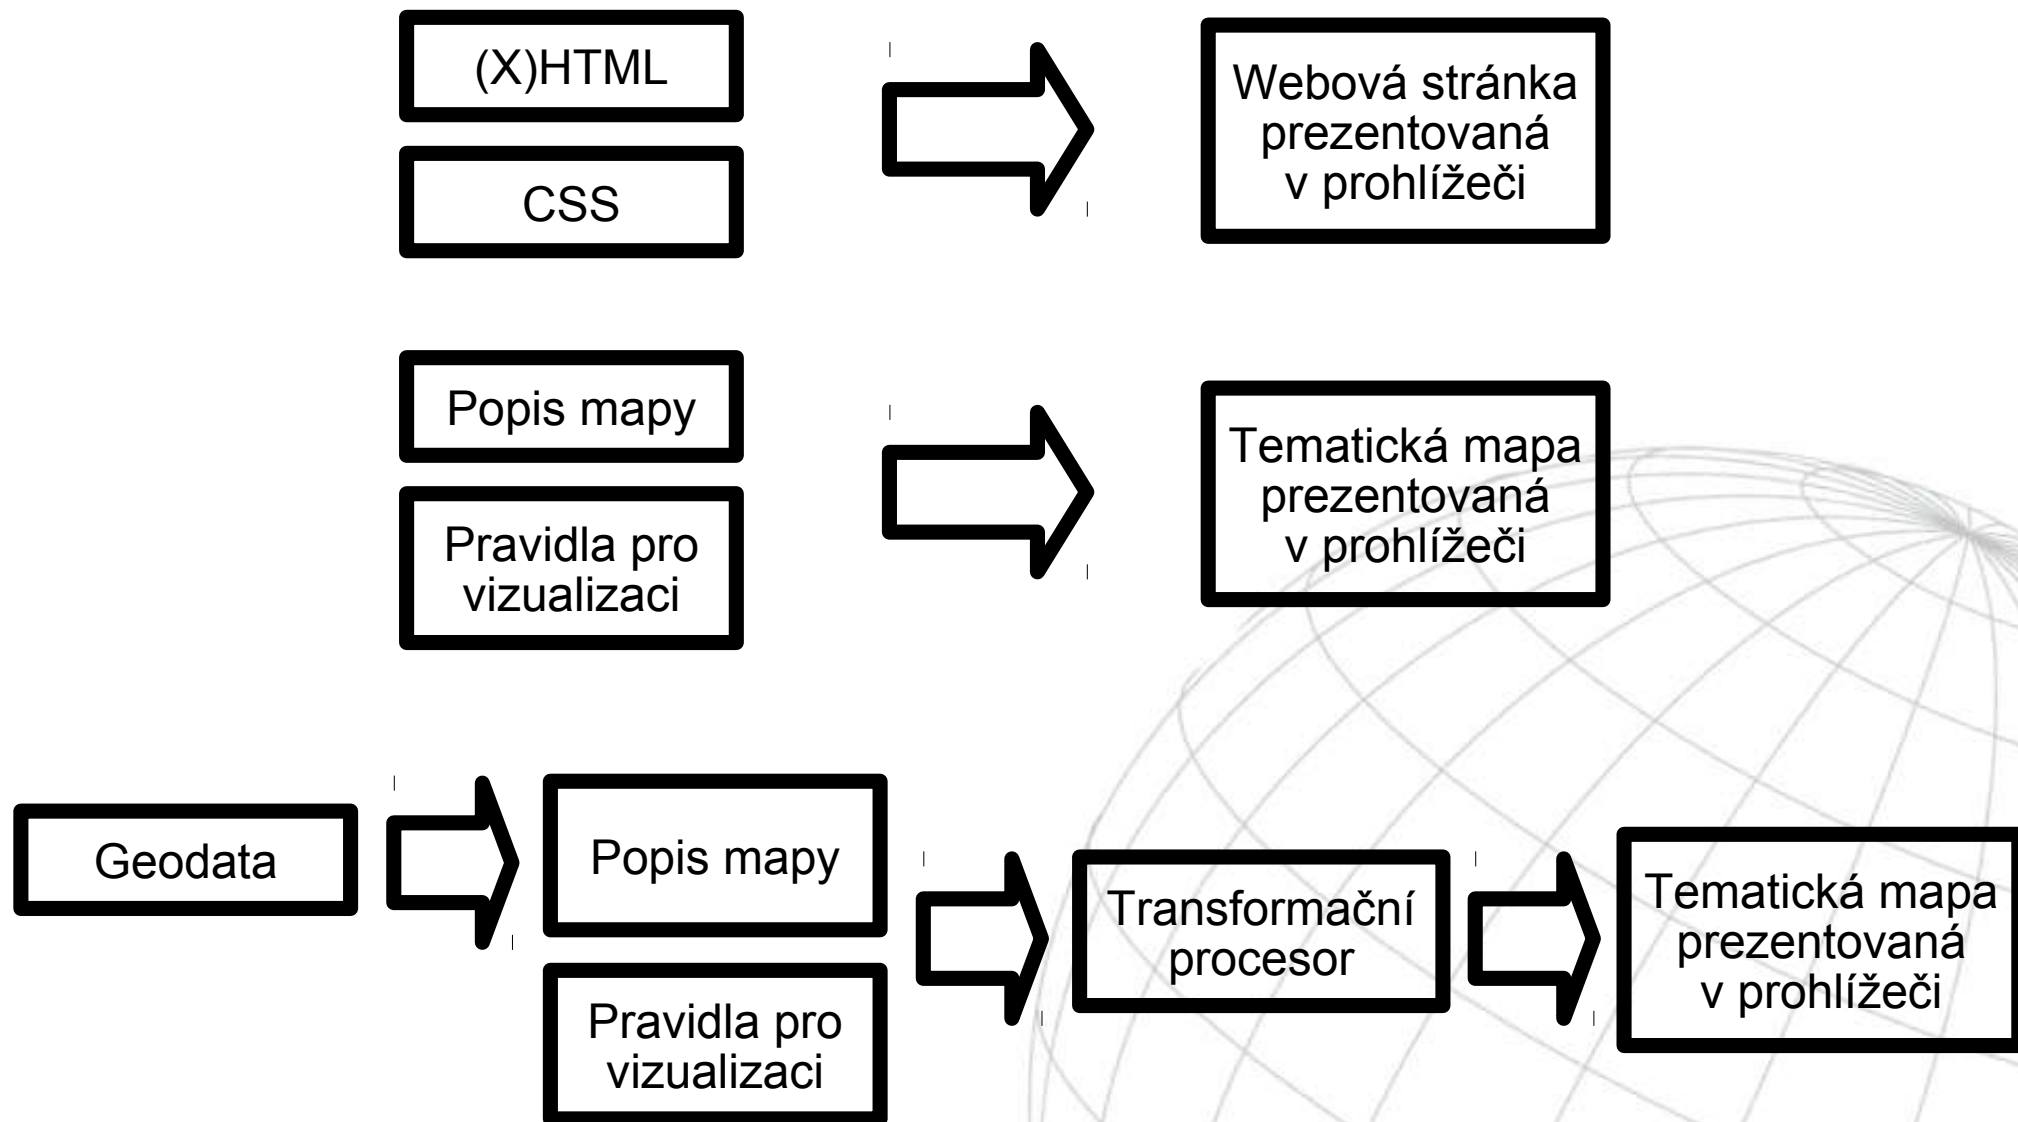 (X)HTML
CSS
Webová stránka
prezentovaná
v prohlížeči
Popis mapy
Pravidla pro
vizualizaci
Tematická mapa
prezentovaná
v prohlížeči
Geodata
Popis mapy
Pravidla pro
vizualizaci
Transformační
procesor
Tematická mapa
prezentovaná
v prohlížeči